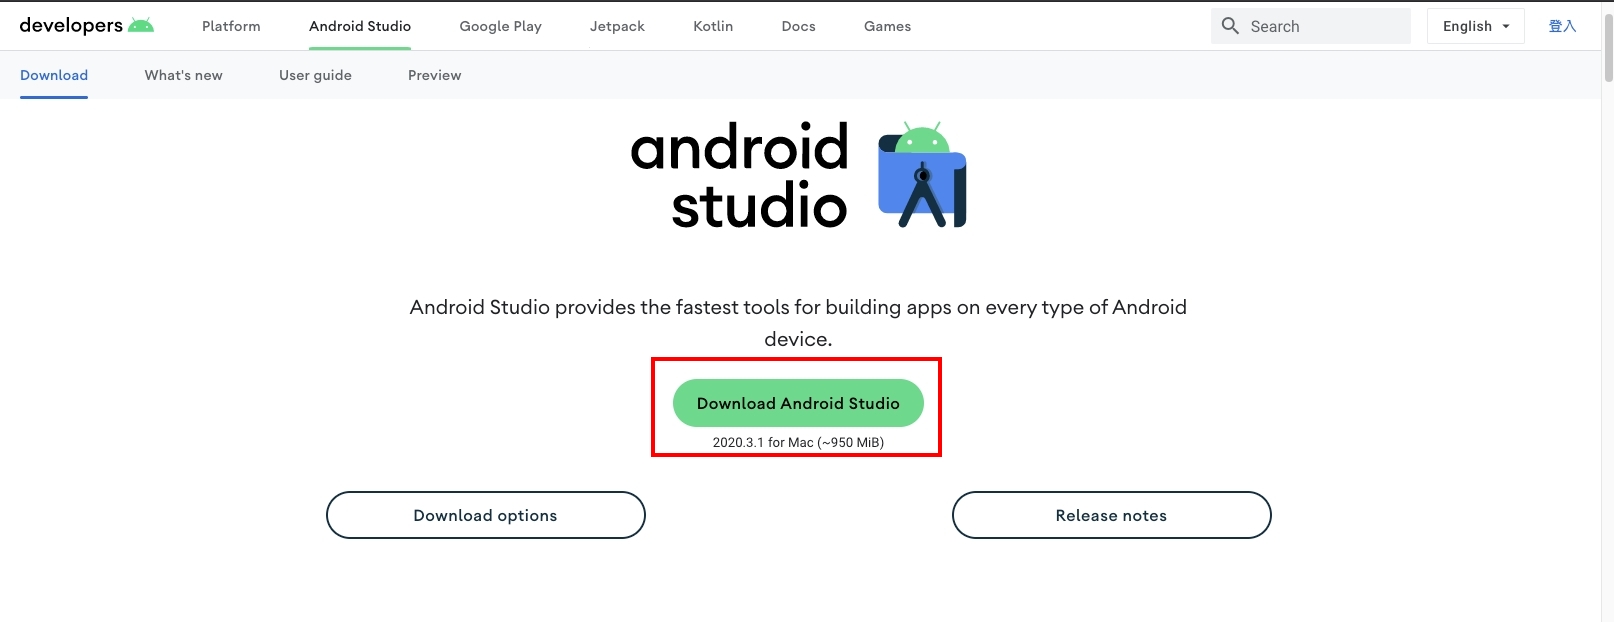 developers
Platform
Android Studio
Google Play
Jetpack
Kotlin
Docs
Games
Search
English
登入
Download
What's new
User guide
Preview
android
studio
Android Studio provides the fastest tools for building apps on every type of Android
device.
Download Android Studio
2020.3.1 for Mac (~950 MiB)
Download options
Release notes